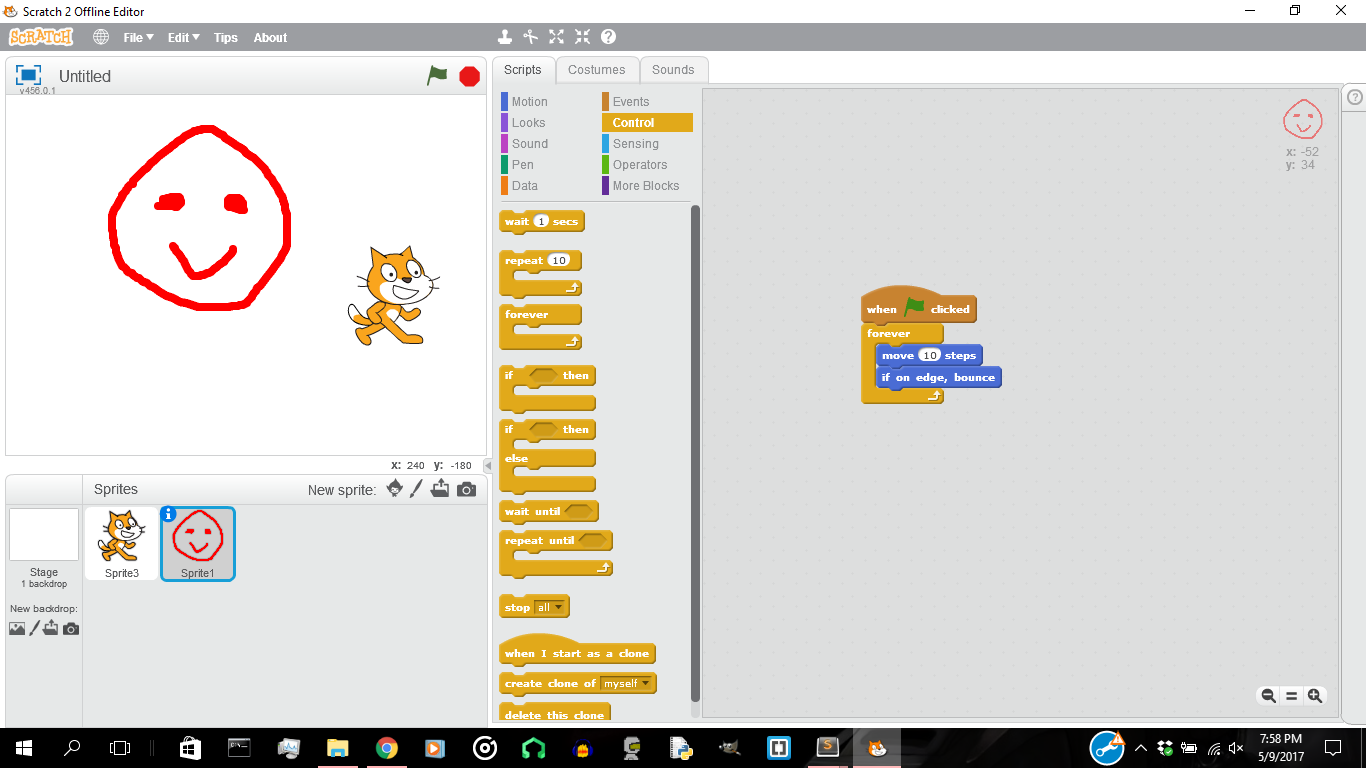 Scratch 2 Offline Editor
SCRATCH File Edit Tips About
Untitled
v456.0.1
Scripts Costumes Sounds
Motion Events
Looks Control
Sound Sensing
Pen Operators
Data More Blocks
wait 1 secs
repeat 10
forever
if then
if then
else
wait until
repeat until
stop all
when I start as a clone
create clone of myself
delete this clone
when clicked
forever
move 10 steps
if on edge, bounce
x: -52
y: 34
x: 240 y: -180
Sprites New sprite:
Stage
1 backdrop
New backdrop:
Sprite3
Sprite1
7:58 PM
5/9/2017